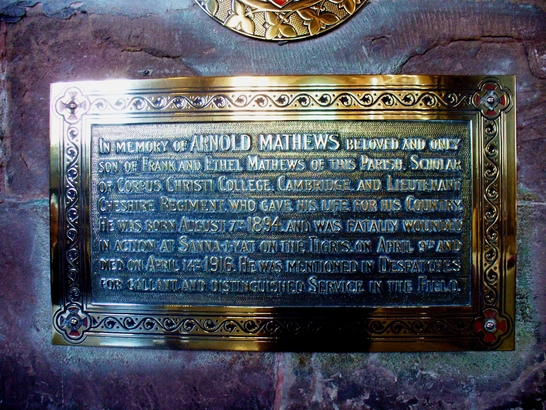 IN MEMORY OF ARNOLD MATHEWS BELOVED AND ONLY
SON OF FRANK AND ETHEL MATHEWS OF THIS PARISH. SCHOLAR
OF CORPUS CHRISTI COLLEGE, CAMBRIDGE, AND LIEUTENANT
CHESHIRE REGIMENT, WHO GAVE HIS LIFE FOR HIS COUNTRY.
HE WAS BORN AUGUST 7TH 1894, AND WAS FATALLY WOUNDED
IN ACTION AT SANNA-I-YAT ON THE TIGRIS, ON APRIL 9TH AND
DIED ON APRIL 14TH 1916. HE WAS MENTIONED IN DESPATCHES
FOR GALLANT AND DISTINGUISHED SERVICE IN THE FIELD.